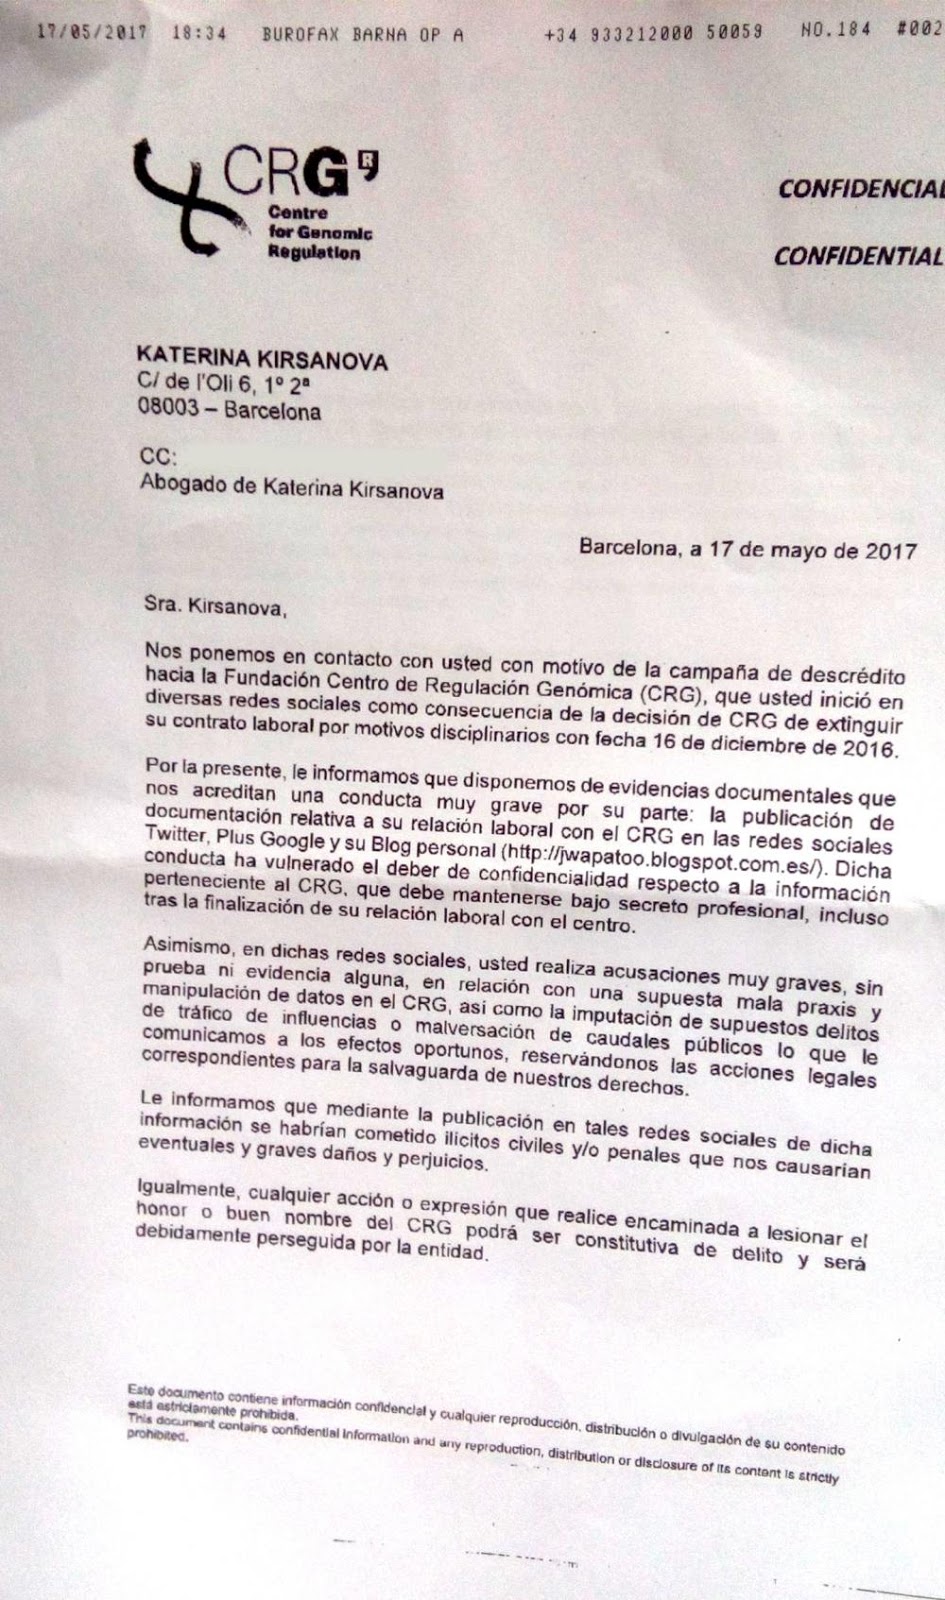 17/05/2017 18:34 BUROFAX BARNA OP A +34 933212000 50059 NO.184 #002
CRG R
Centre
for Genomic
Regulation
CONFIDENCIAL
CONFIDENTIAL
KATERINA KIRSANOVA
C/ de l'Oli 6, 1º 2ª
08003 – Barcelona
CC:
Abogado de Katerina Kirsanova
Barcelona, a 17 de mayo de 2017
Sra. Kirsanova,
Nos ponemos en contacto con usted con motivo de la campaña de descrédito
hacia la Fundación Centro de Regulación Genómica (CRG), que usted inició en
diversas redes sociales como consecuencia de la decisión de CRG de extinguir
su contrato laboral por motivos disciplinarios con fecha 16 de diciembre de 2016.
Por la presente, le informamos que disponemos de evidencias documentales que
nos acreditan una conducta muy grave por su parte: la publicación de
documentación relativa a su relación laboral con el CRG en las redes sociales
Twitter, Plus Google y su Blog personal (http://jwapatoo.blogspot.com.es/). Dicha
conducta ha vulnerado el deber de confidencialidad respecto a la información
perteneciente al CRG, que debe mantenerse bajo secreto profesional, incluso
tras la finalización de su relación laboral con el centro.
Asimismo, en dichas redes sociales, usted realiza acusaciones muy graves, sin
prueba ni evidencia alguna, en relación con una supuesta mala praxis y
manipulación de datos en el CRG, así como la imputación de supuestos delitos
de tráfico de influencias o malversación de caudales públicos lo que le
comunicamos a los efectos oportunos, reservándonos las acciones legales
correspondientes para la salvaguarda de nuestros derechos.
Le informamos que mediante la publicación en tales redes sociales de dicha
información se habrían cometido ilícitos civiles y/o penales que nos causarían
eventuales y graves daños y perjuicios.
Igualmente, cualquier acción o expresión que realice encaminada a lesionar el
honor o buen nombre del CRG podrá ser constitutiva de delito y será
debidamente perseguida por la entidad.
Este documento contiene información confidencial y cualquier reproducción, distribución o divulgación de su contenido
está estrictamente prohibida.
This document contains confidential information and any reproduction, distribution or disclosure of its content is strictly
prohibited.